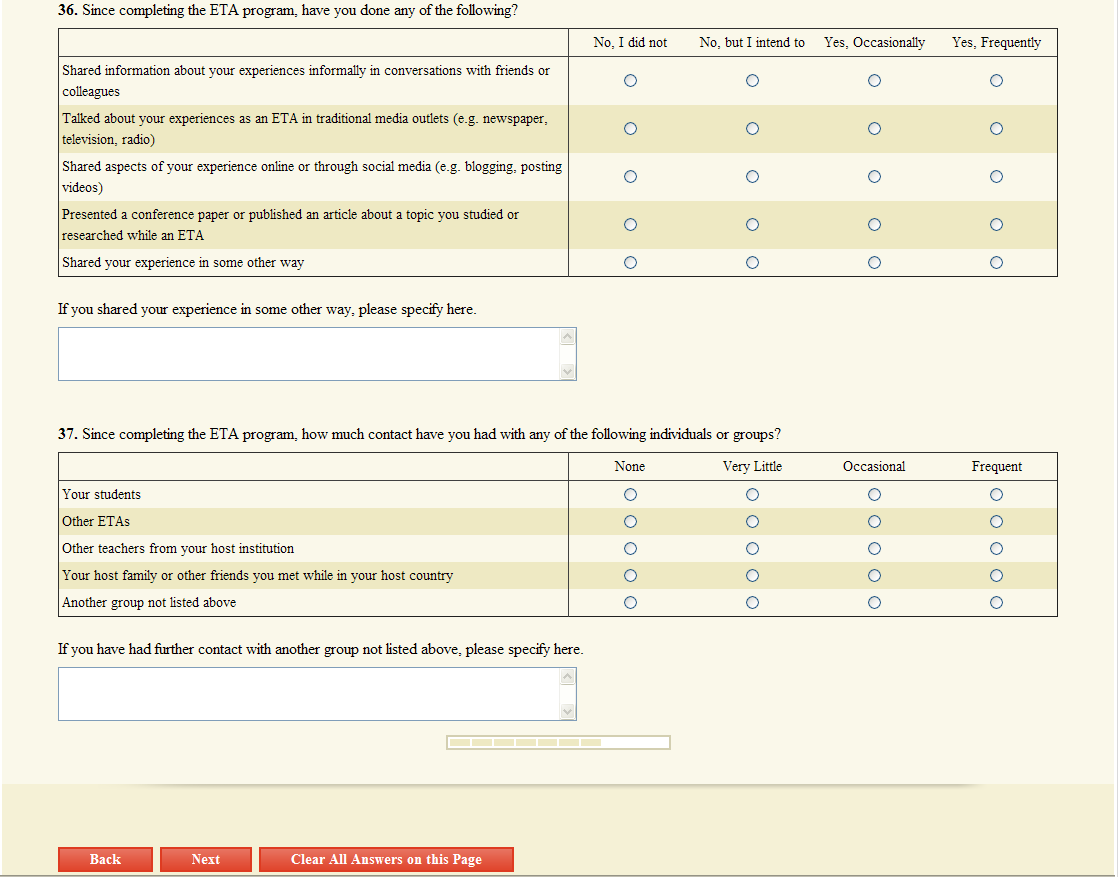 36. Since completing the ETA program, have you done any of the following?
No, I did not No, but I intend to Yes, Occasionally Yes, Frequently
Shared information about your experiences informally in conversations with friends or
colleagues
Talked about your experiences as an ETA in traditional media outlets (e.g. newspaper,
television, radio)
Shared aspects of your experience online or through social media (e.g. blogging, posting
videos)
Presented a conference paper or published an article about a topic you studied or
researched while an ETA
Shared your experience in some other way
If you shared your experience in some other way, please specify here.
37. Since completing the ETA program, how much contact have you had with any of the following individuals or groups?
None Very Little Occasional Frequent
Your students
Other ETAs
Other teachers from your host institution
Your host family or other friends you met while in your host country
Another group not listed above
If you have had further contact with another group not listed above, please specify here.
Back Next Clear All Answers on this Page